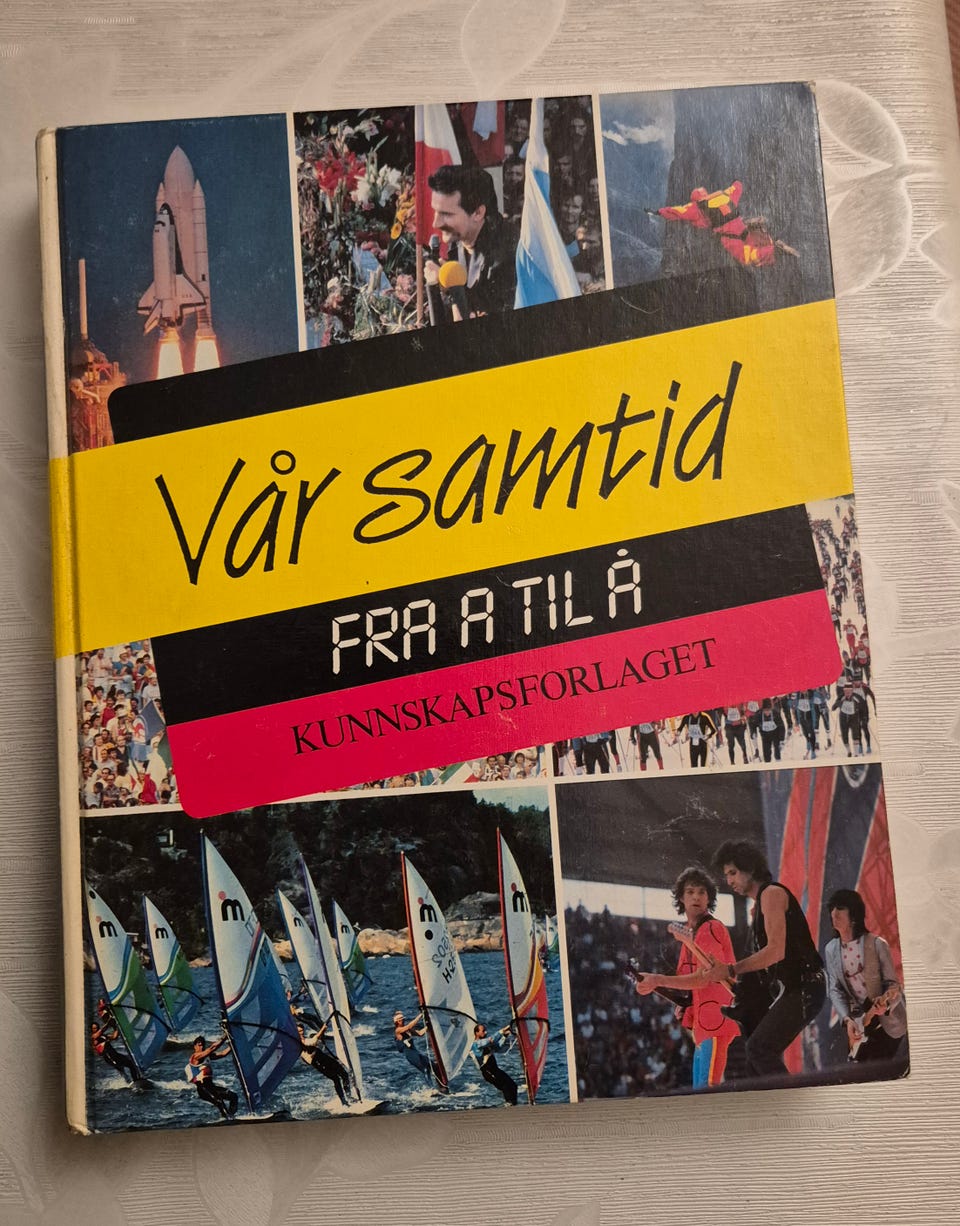 Vår samtid
FRA A TIL Å
KUNNSKAPSFORLAGET